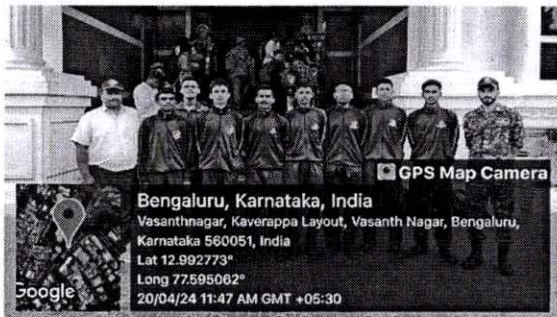 GPS Map Camera
Bengaluru, Karnataka, India
Vasanthnagar, Kaverappa Layout, Vasanth Nagar, Bengaluru,
Karnataka 560051, India
Lat 12.992773°
Long 77.595062°
20/04/24 11:47 AM GMT +05:30
Google